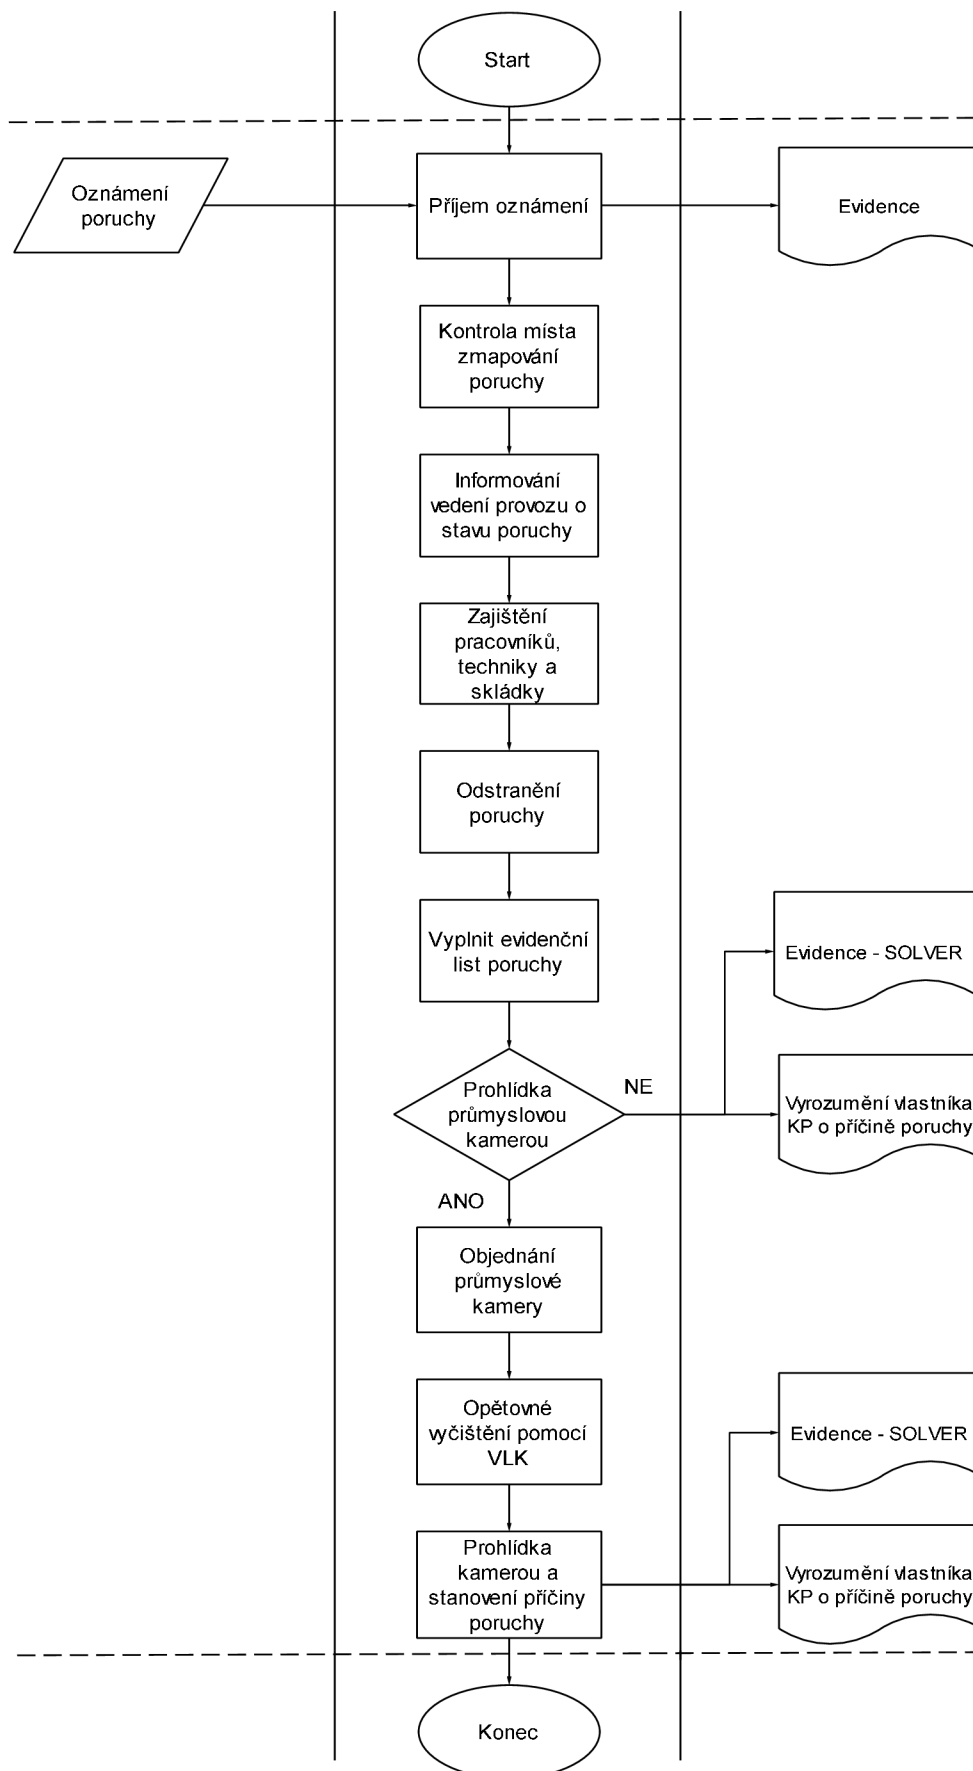 Start
Oznámení
poruchy
Příjem oznámení
Evidence
Kontrola místa
zmapování
poruchy
Informování
vedení provozu o
stavu poruchy
Zajištění
pracovníků,
techniky a
skládky
Odstranění
poruchy
Vyplnit evidenční
list poruchy
Evidence - SOLVER
Prohlídka
průmyslovou
kamerou
NE
Vyrozumění vlastníka
KP o příčině poruchy
ANO
Objednání
průmyslové
kamery
Opětovné
vyčištění pomocí
VLK
Evidence - SOLVER
Prohlídka
kamerou a
stanovení příčiny
poruchy
Vyrozumění vlastníka
KP o příčině poruchy
Konec